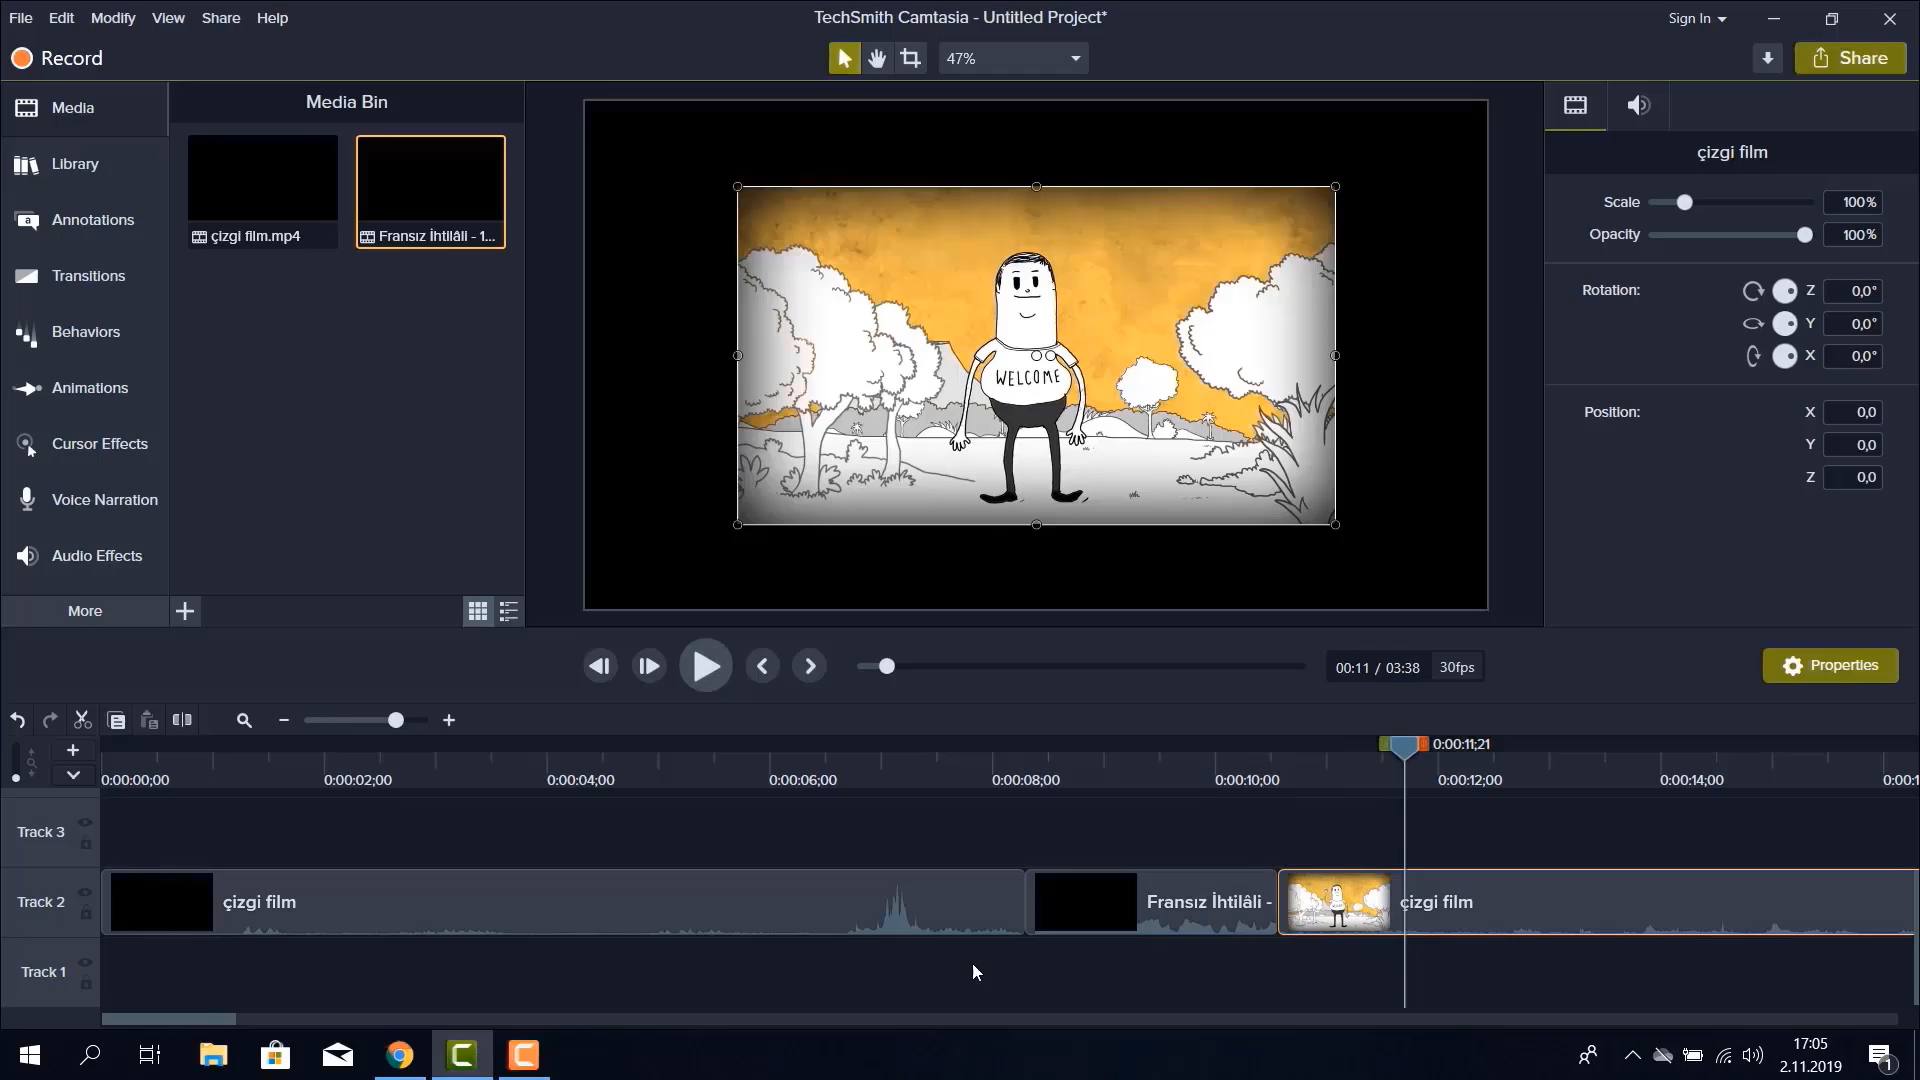 File Edit Modify View Share Help
TechSmith Camtasia - Untitled Project*
Sign In
Record
47%
Share
Media
Library
Annotations
Transitions
Behaviors
Animations
Cursor Effects
Voice Narration
Audio Effects
More
Media Bin
çizgi film.mp4
Fransız İhtilâli - 1...
WELCOME
çizgi film
Scale 100%
Opacity 100%
Rotation: Z 0,0°
Y 0,0°
X 0,0°
Position: X 0,0
Y 0,0
Z 0,0
00:11 / 03:38 30fps
Properties
0:00:11;21
0:00:00;00 0:00:02;00 0:00:04;00 0:00:06;00 0:00:08;00 0:00:10;00 0:00:12;00 0:00:14;00 0:00:1
Track 3
Track 2 çizgi film Fransız İhtilâli - çizgi film
Track 1
17:05
2.11.2019
1